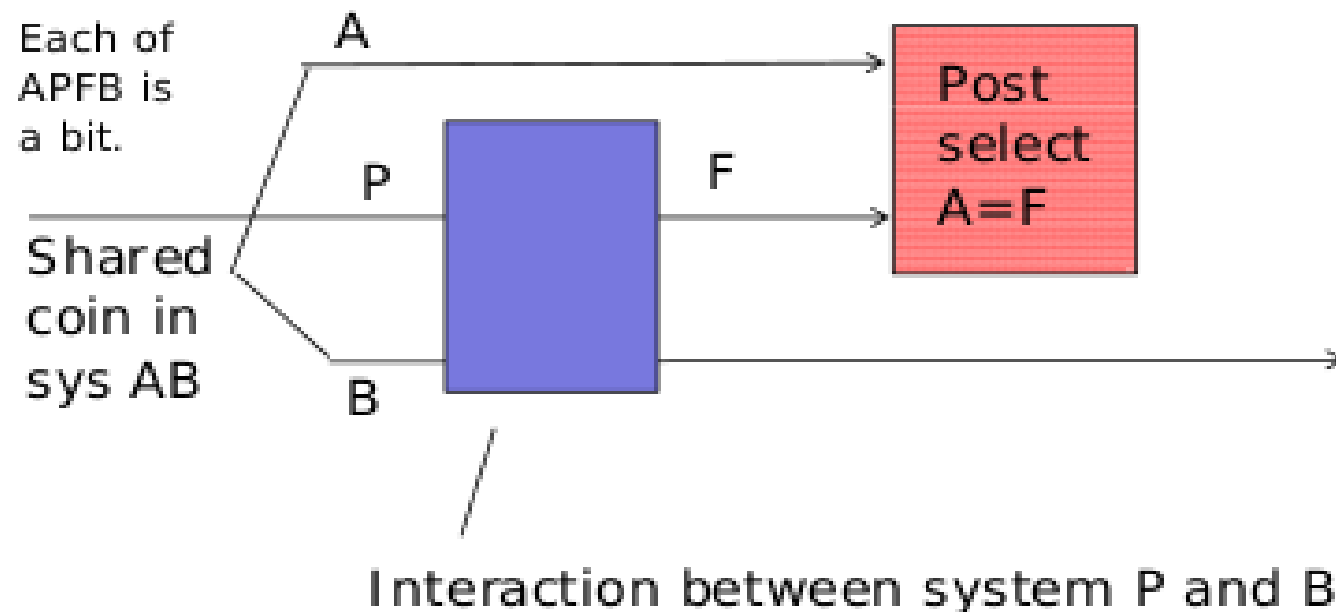 Each of
APFB is
a bit.
A
P
F
Post
select
A=F
Shared
coin in
sys AB
B
Interaction between system P and B